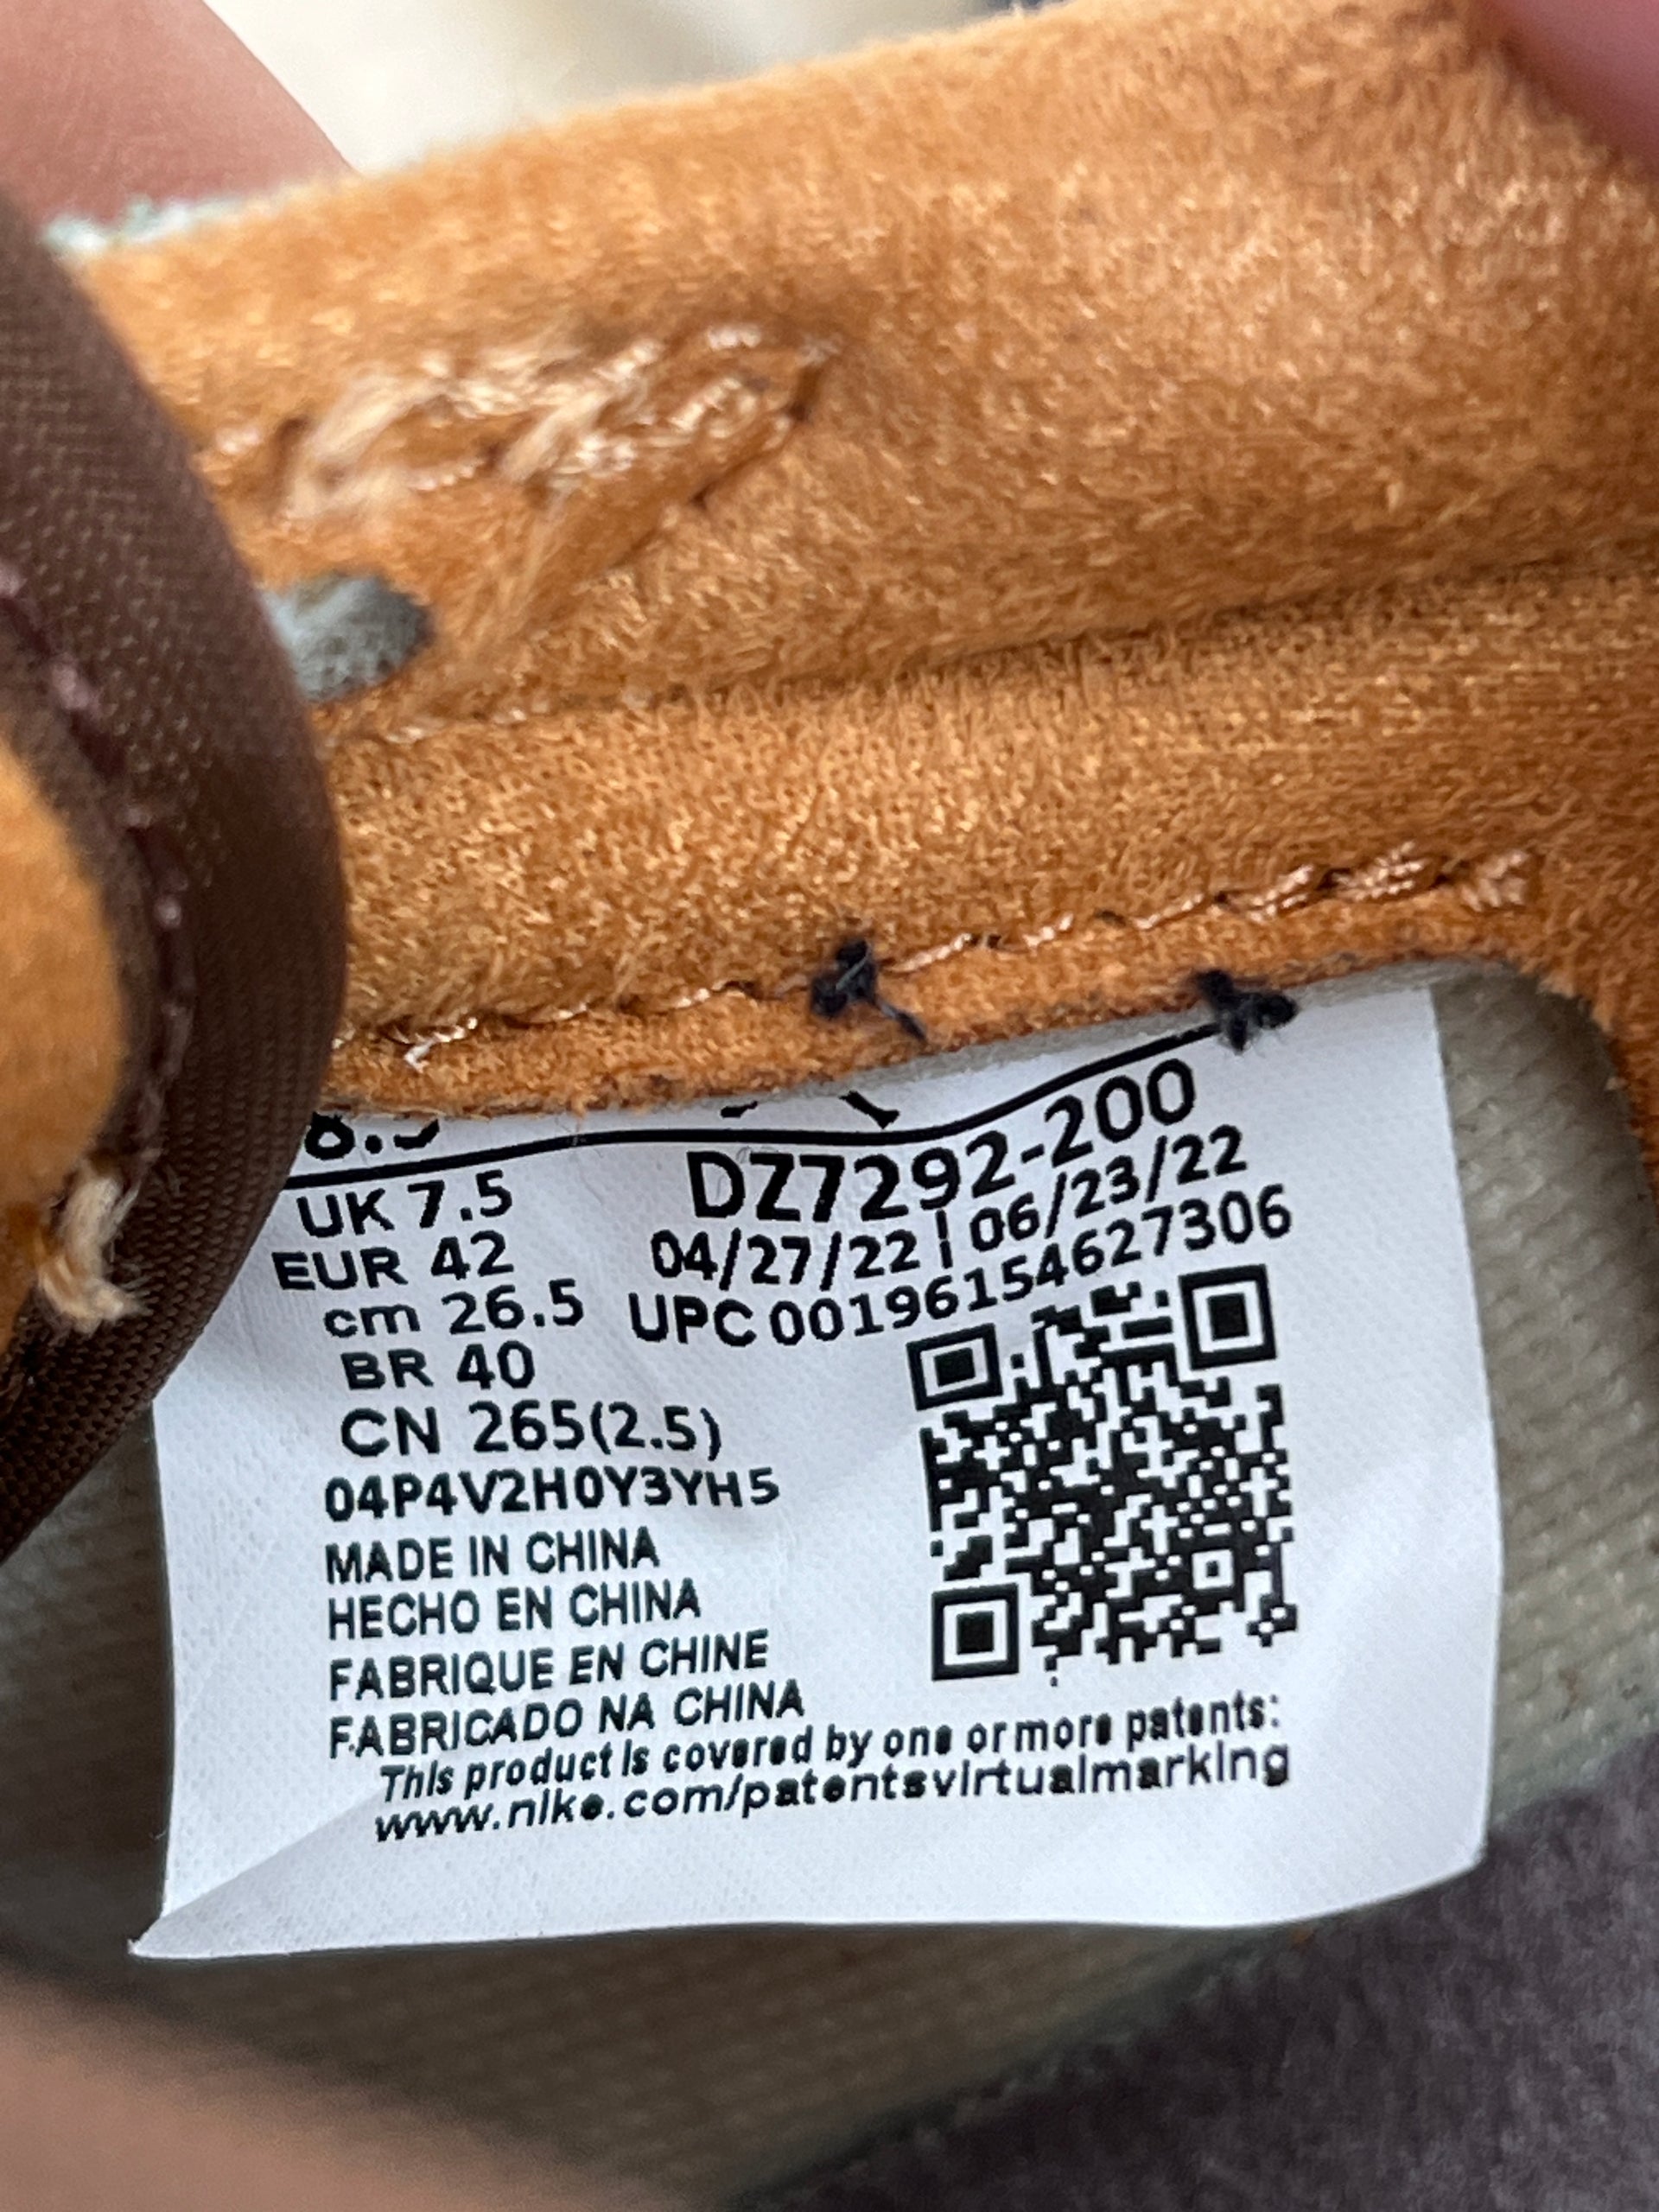 8.5
UK 7.5
EUR 42
cm 26.5
BR 40
CN 265(2.5)
04P4V2H0Y3YH5
DZ7292-200
04/27/22 | 06/23/22
UPC 00196154627306
MADE IN CHINA
HECHO EN CHINA
FABRIQUE EN CHINE
FABRICADO NA CHINA
This product is covered by one or more patents:
www.nike.com/patentsvirtualmarking